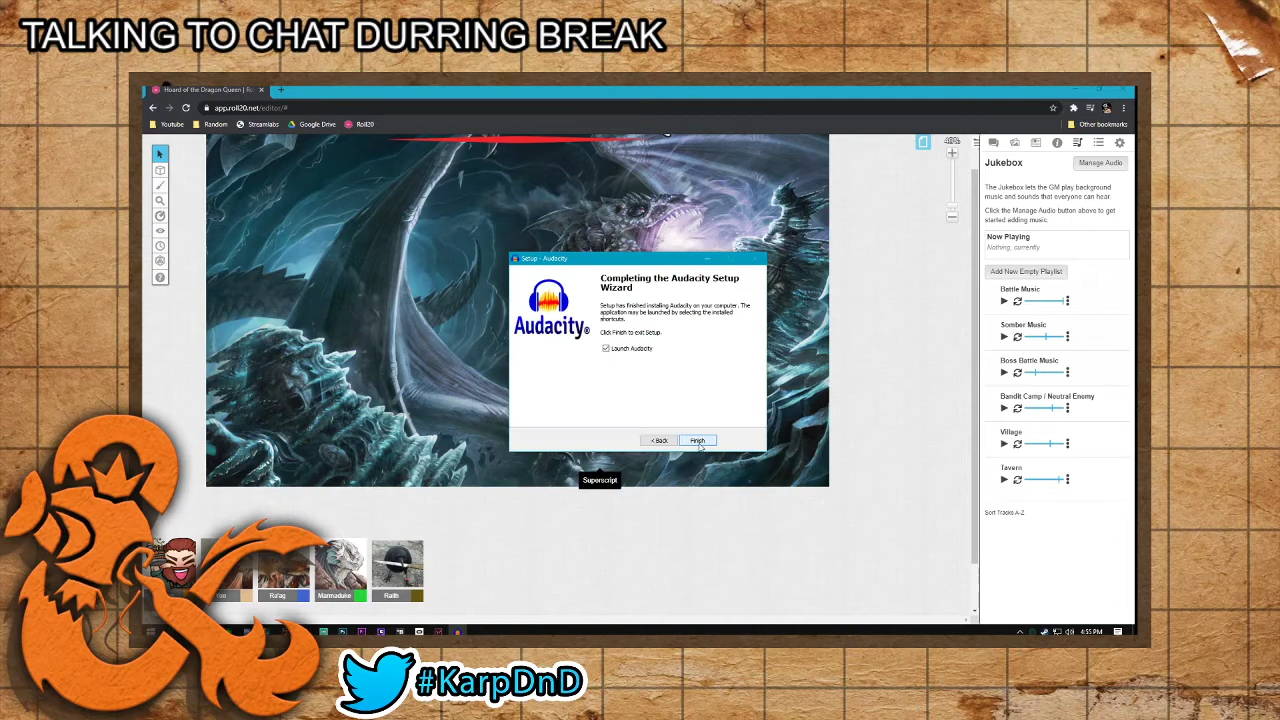 TALKING TO CHAT DURRING BREAK
Hoard of the Dragon Queen | Ro
app.roll20.net/editor/#
Youtube
Random
Streamlabs
Google Drive
Roll20
Other bookmarks
Jukebox
Manage Audio
The Jukebox lets the GM play background
music and sounds that everyone can hear.
Click the Manage Audio button above to get
started adding music.
Now Playing
Nothing, currently
Add New Empty Playlist
Battle Music
Somber Music
Boss Battle Music
Bandit Camp / Neutral Enemy
Village
Tavern
Sort Tracks A-Z
Setup - Audacity
Completing the Audacity Setup
Wizard
Setup has finished installing Audacity on your computer. The
application may be launched by selecting the installed
shortcuts.
Click Finish to exit Setup.
Launch Audacity
Audacity®
< Back
Finish
Superscript
Rafag
Marmaduke
Raith
4:55 PM
#KarpDnD